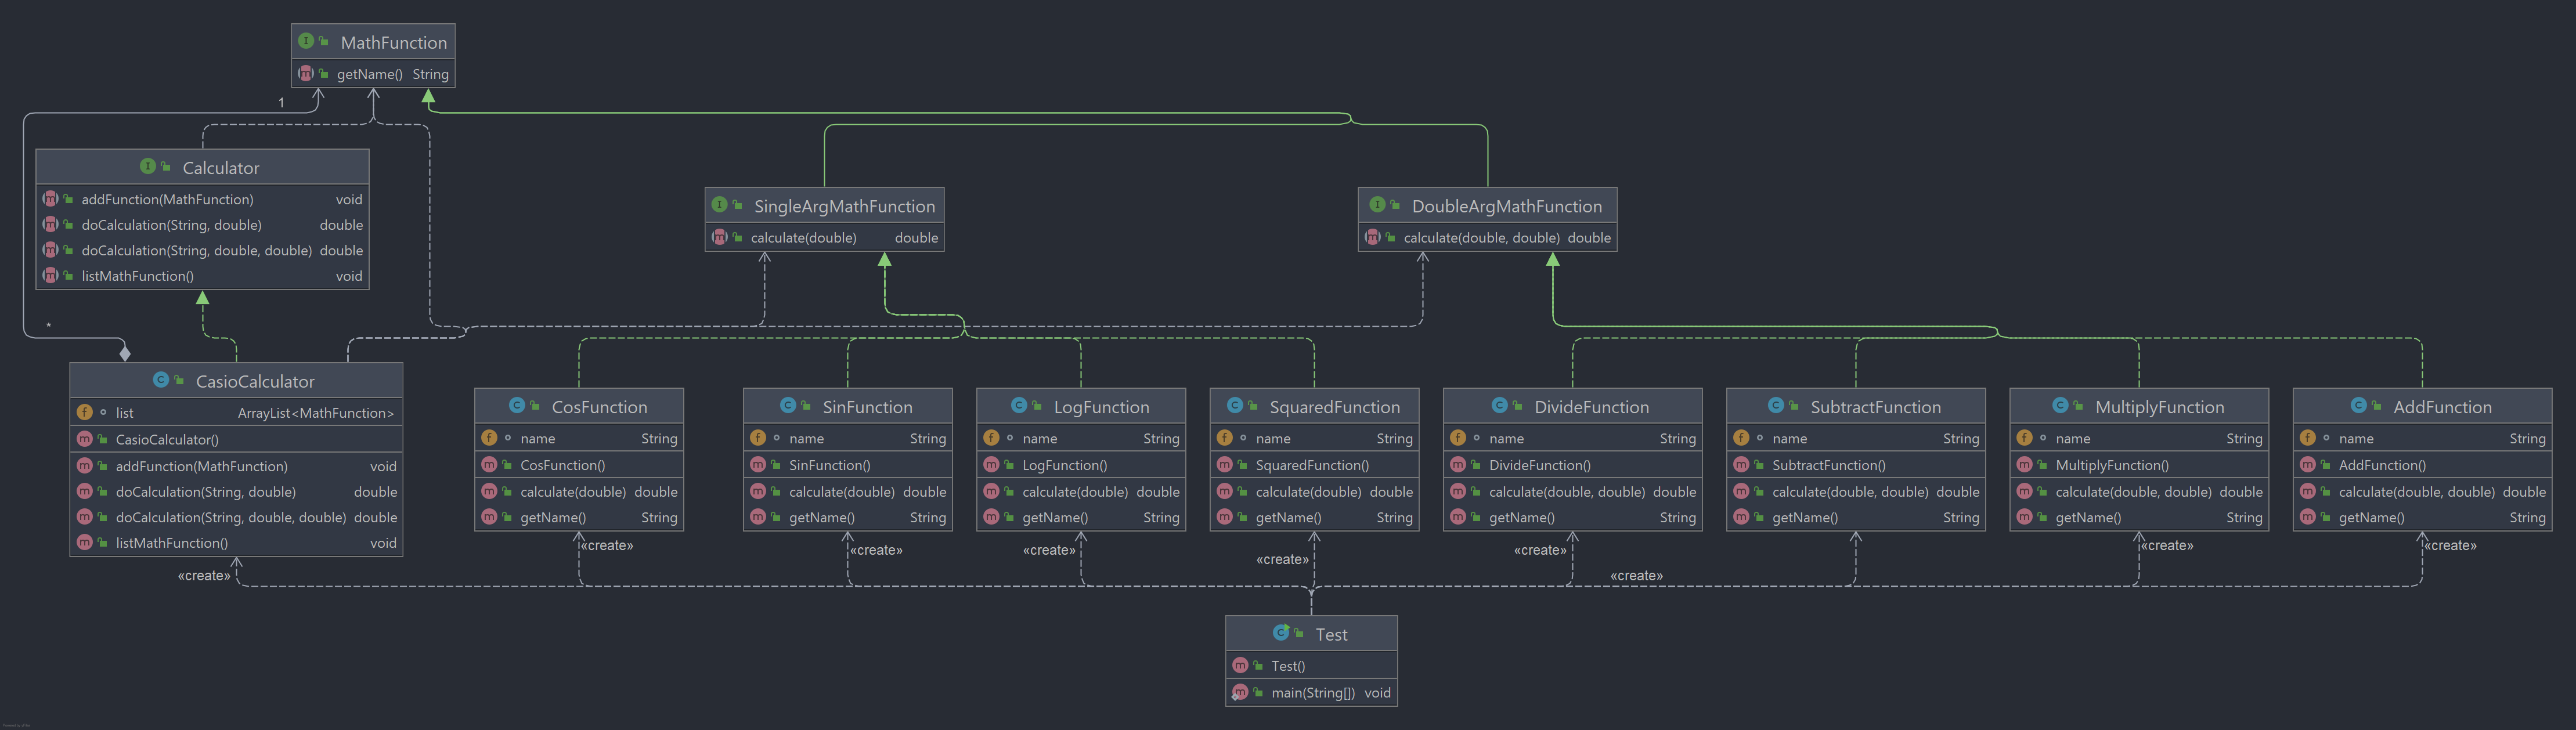 MathFunction
getName() String
1
Calculator
addFunction(MathFunction) void
doCalculation(String, double) double
doCalculation(String, double, double) double
listMathFunction() void
SingleArgMathFunction
calculate(double) double
DoubleArgMathFunction
calculate(double, double) double
*
CasioCalculator
list ArrayList<MathFunction>
CasioCalculator()
addFunction(MathFunction) void
doCalculation(String, double) double
doCalculation(String, double, double) double
listMathFunction() void
CosFunction
name String
CosFunction()
calculate(double) double
getName() String
SinFunction
name String
SinFunction()
calculate(double) double
getName() String
LogFunction
name String
LogFunction()
calculate(double) double
getName() String
SquaredFunction
name String
SquaredFunction()
calculate(double) double
getName() String
DivideFunction
name String
DivideFunction()
calculate(double, double) double
getName() String
SubtractFunction
name String
SubtractFunction()
calculate(double, double) double
getName() String
MultiplyFunction
name String
MultiplyFunction()
calculate(double, double) double
getName() String
AddFunction
name String
AddFunction()
calculate(double, double) double
getName() String
«create»
«create»
«create»
«create»
«create»
«create»
«create»
«create»
«create»
Test
Test()
main(String[]) void